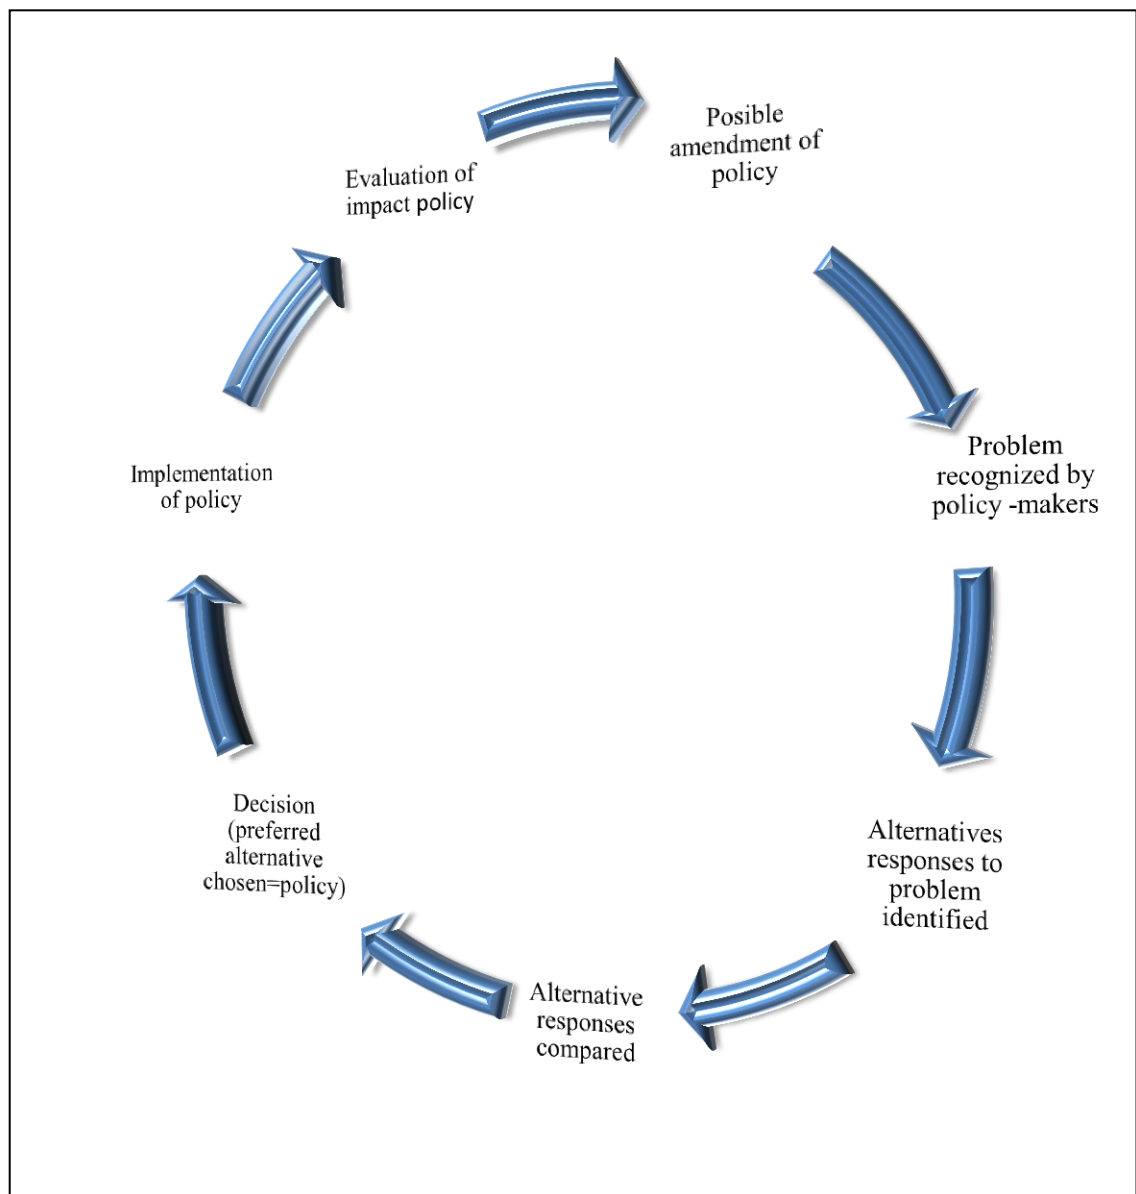 Posible
amendment of
policy
Evaluation of
impact policy
Problem
recognized by
policy -makers
Implementation
of policy
Decision
(preferred
alternative
chosen=policy)
Alternatives
responses to
problem
identified
Alternative
responses
compared